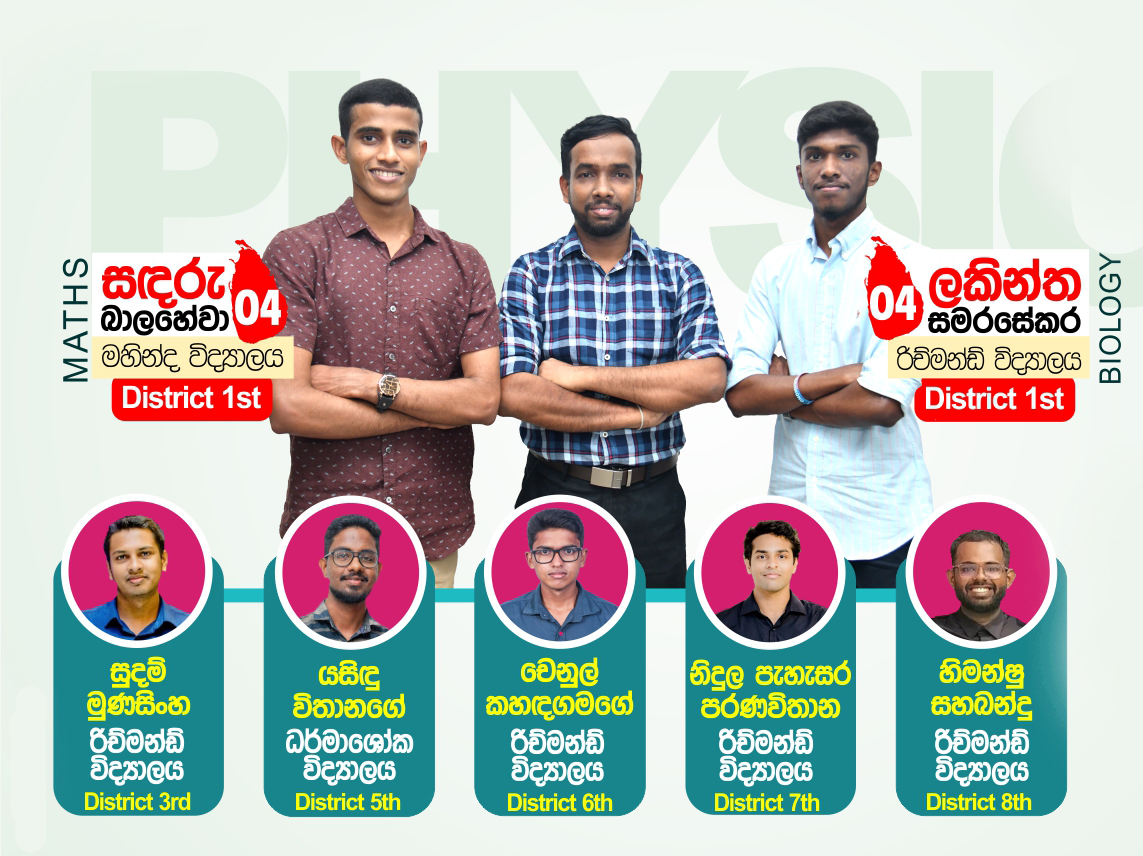 PHYSIC
MATHS
සඳරු
බාලහේවා
04
මහින්ද විද්‍යාලය
District 1st
04
ලකින්ත
සමරසේකර
රිච්මන්ඩ් විද්‍යාලය
District 1st
BIOLOGY
සුදම්
මුණසිංහ
රිච්මන්ඩ්
විද්‍යාලය
District 3rd
යසිඳු
විතානගේ
ධර්මාශෝක
විද්‍යාලය
District 5th
වෙනුල්
කහඳගමගේ
රිච්මන්ඩ්
විද්‍යාලය
District 6th
නිදුල පැහැසර
පරණවිතාන
රිච්මන්ඩ්
විද්‍යාලය
District 7th
හිමන්ෂු
සහබන්දු
රිච්මන්ඩ්
විද්‍යාලය
District 8th